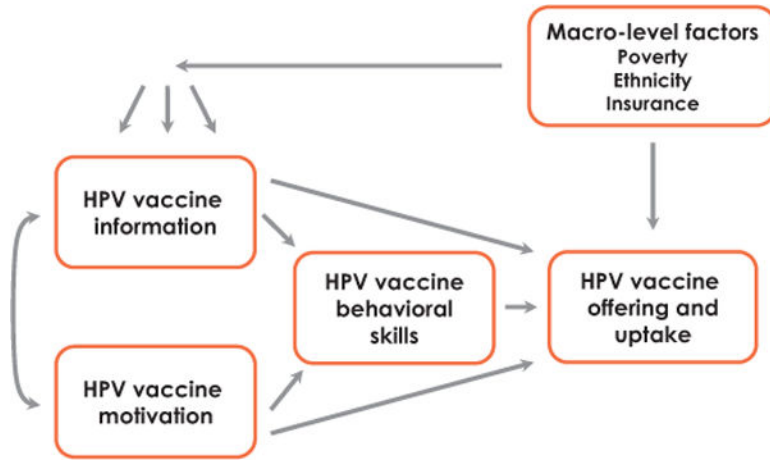 Macro-level factors
Poverty
Ethnicity
Insurance
HPV vaccine
information
HPV vaccine
behavioral
skills
HPV vaccine
offering and
uptake
HPV vaccine
motivation